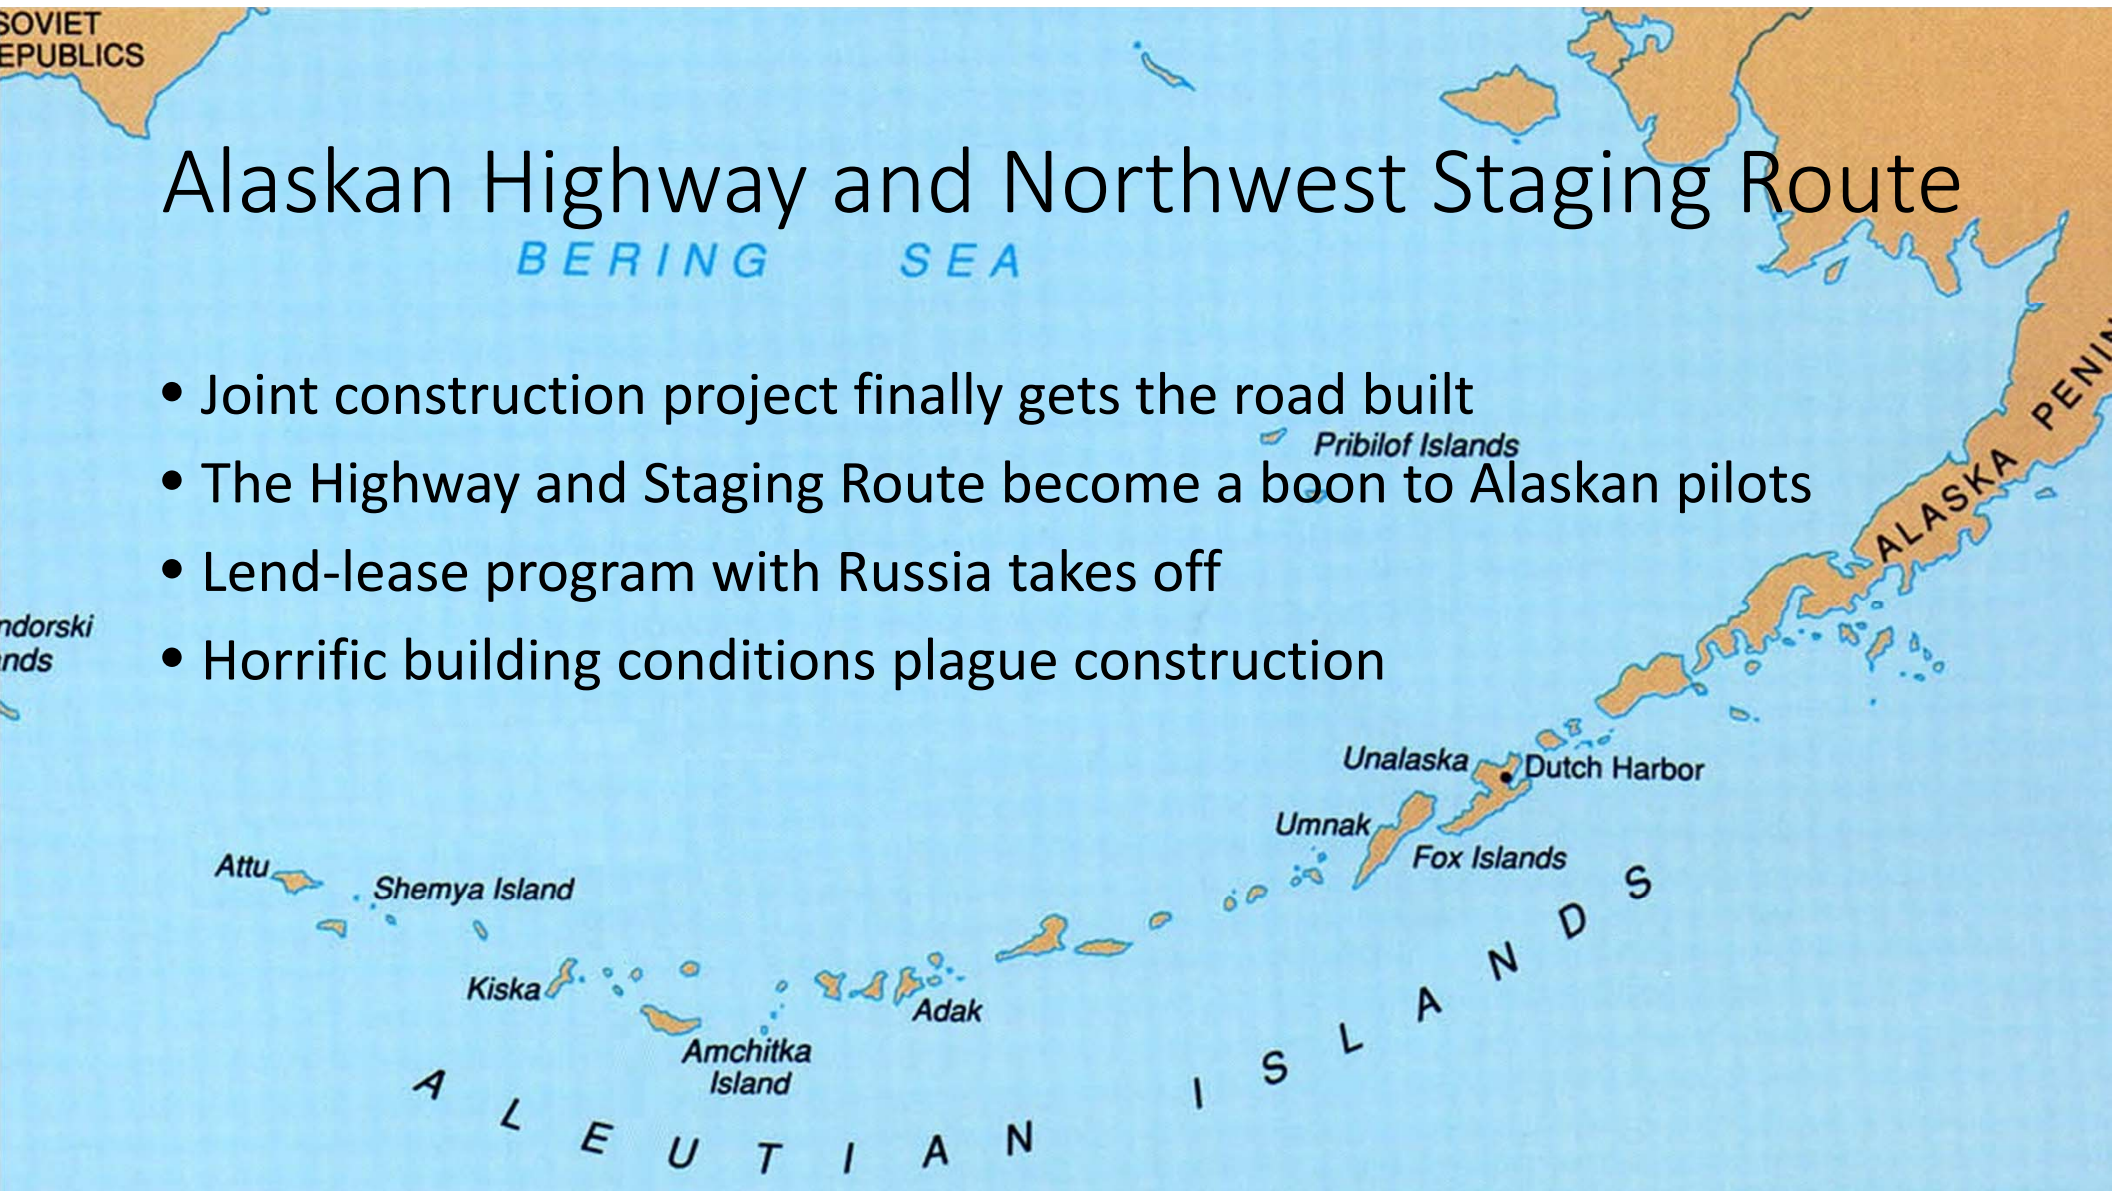 SOVIET
EPUBLICS
Alaskan Highway and Northwest Staging Route
BERING SEA
• Joint construction project finally gets the road built
Pribilof Islands
• The Highway and Staging Route become a boon to Alaskan pilots
ALASKA PENIN
• Lend-lease program with Russia takes off
ndorski
nds
• Horrific building conditions plague construction
Unalaska
Dutch Harbor
Umnak
Fox Islands
Attu
Shemya Island
Kiska
Adak
Amchitka
Island
ALEUTIAN ISLANDS